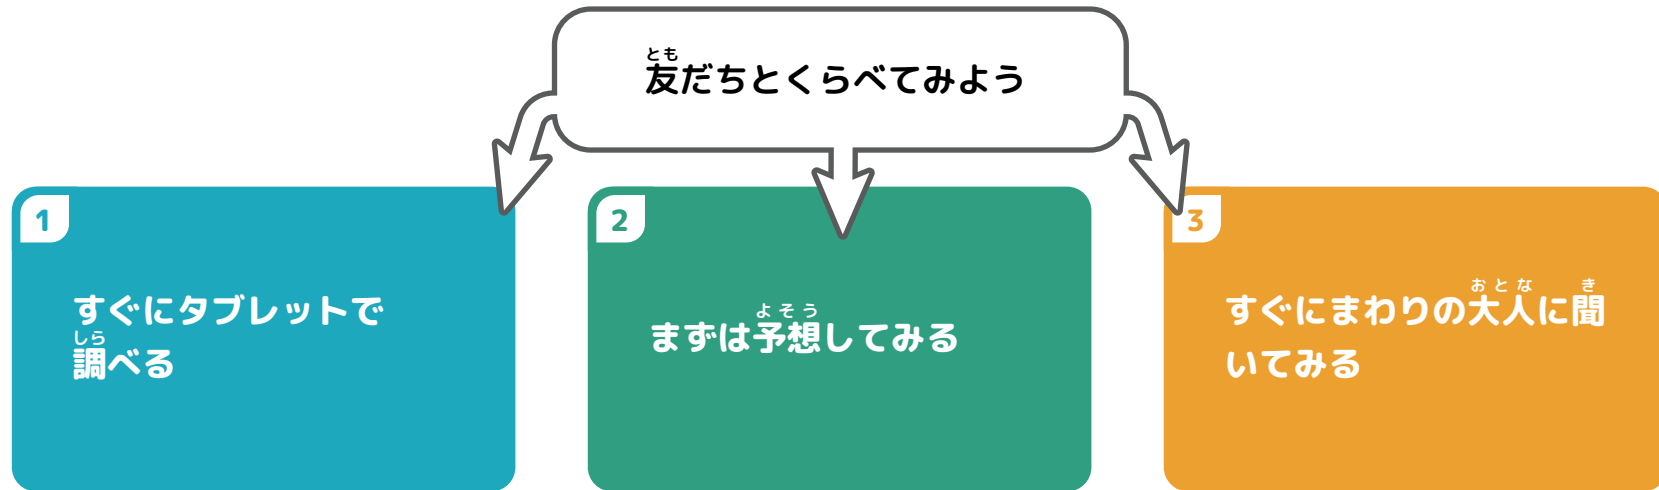 とも
友だちとくらべてみよう
1
すぐにタブレットで
しら
調べる
2
よそう
まずは予想してみる
3
おとな き
すぐにまわりの大人に聞
いてみる